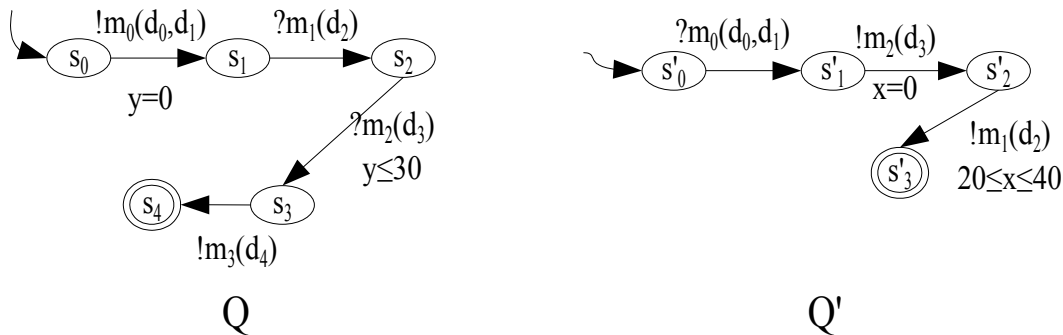 !m₀(d₀,d₁)
?m₁(d₂)
s₀
s₁
s₂
y=0
?m₂(d₃)
y≤30
s₄
s₃
!m₃(d₄)
Q
?m₀(d₀,d₁)
!m₂(d₃)
s'₀
s'₁
s'₂
x=0
!m₁(d₂)
s'₃
20≤x≤40
Q'